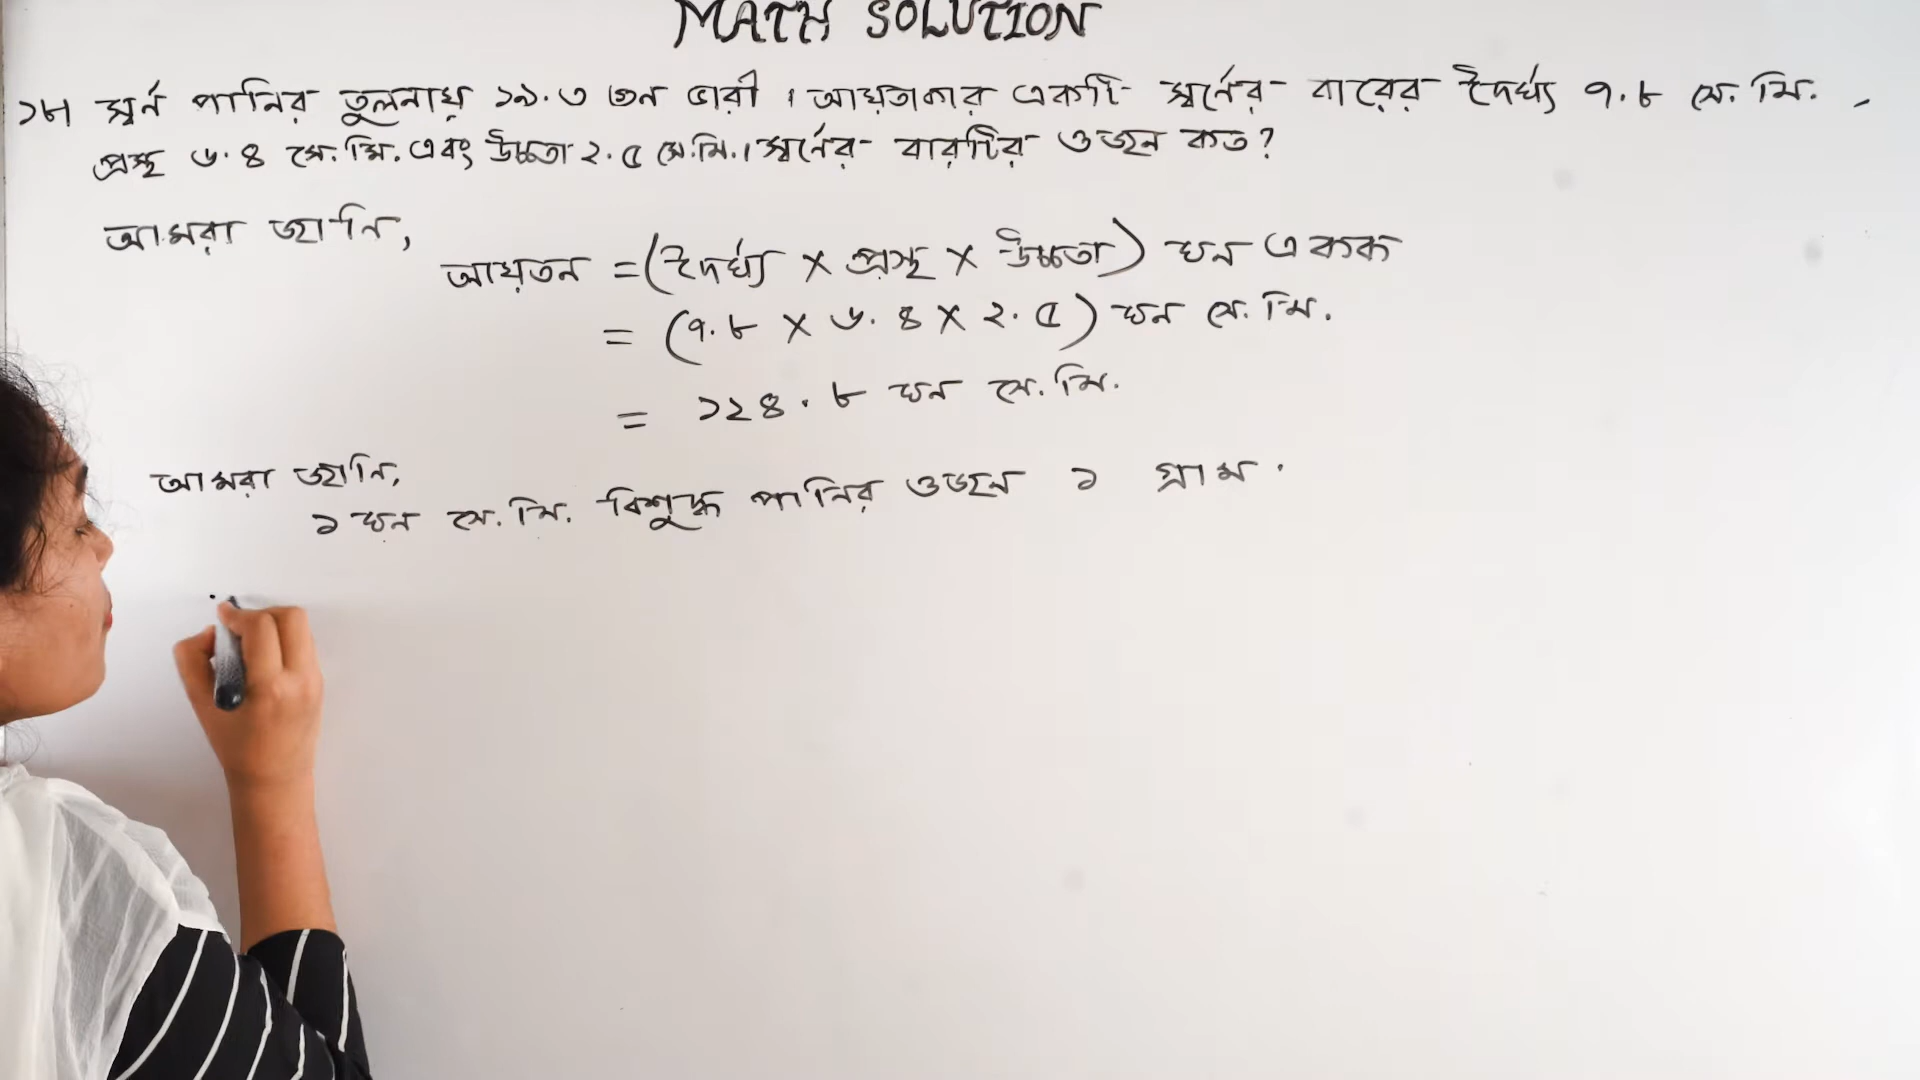 MATH SOLUTION
১৮। স্বর্ন পানির তুলনায় ১৯.৩ গুন ভারী। আয়তাকার একটি স্বর্নের বারের দৈর্ঘ্য ৭.৮ সে. মি.,
প্রস্থ ৬.৪ সে. মি. এবং উচ্চতা ২.৫ সে.মি.। স্বর্নের বারটির ওজন কত?
আমরা জানি,
আয়তন = (দৈর্ঘ্য × প্রস্থ × উচ্চতা) ঘন একক
= (৭.৮ × ৬.৪ × ২.৫) ঘন সে. মি.
= ১২৪.৮ ঘন সে. মি.
আমরা জানি,
১ ঘন সে. মি. বিশুদ্ধ পানির ওজন ১ গ্রাম.